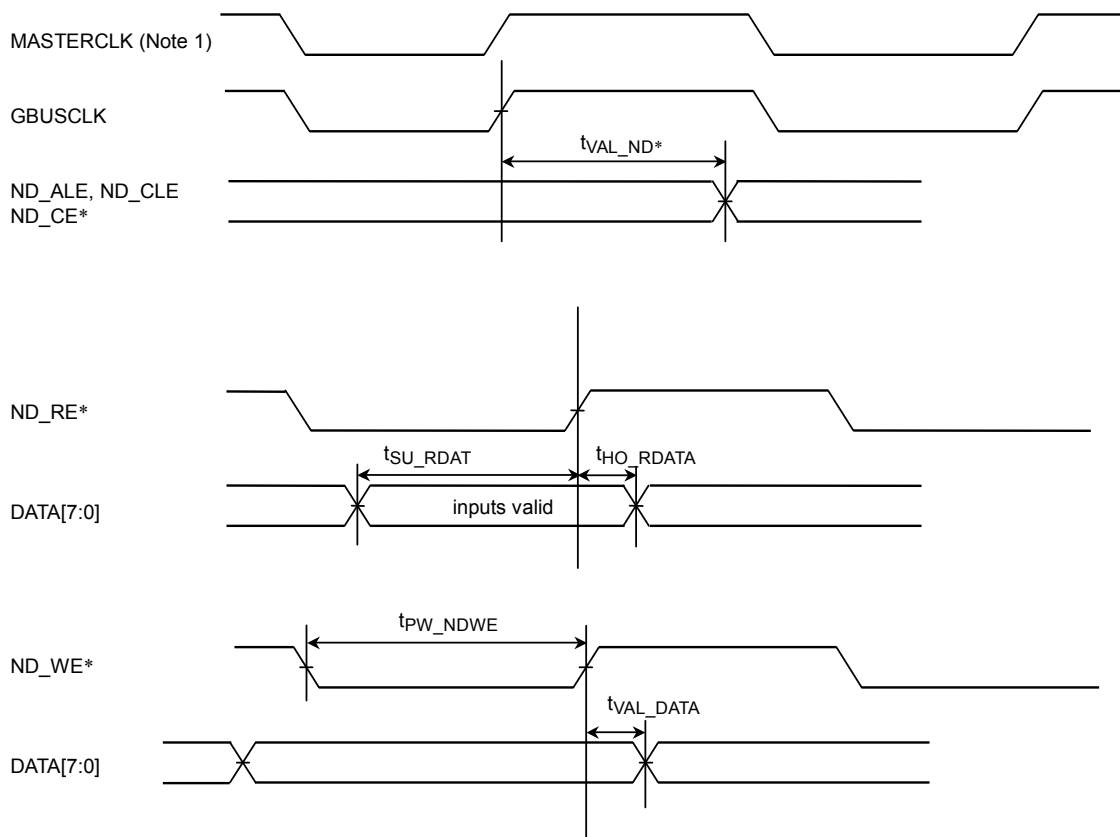 MASTERCLK (Note 1)
GBUSCLK
tVAL_ND*
ND_ALE, ND_CLE
ND_CE*
ND_RE*
tSU_RDAT
tHO_RDATA
DATA[7:0]
inputs valid
tPW_NDWE
ND_WE*
tVAL_DATA
DATA[7:0]